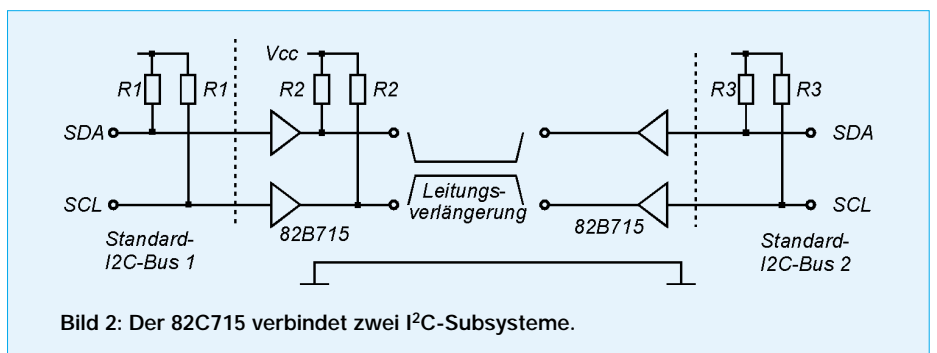 Vcc
R1
R1
R2
R2
R3
R3
SDA
SDA
SCL
SCL
Leitungs-
verlängerung
82B715
82B715
Standard-
I2C-Bus 1
Standard-
I2C-Bus 2
Bild 2: Der 82C715 verbindet zwei I²C-Subsysteme.